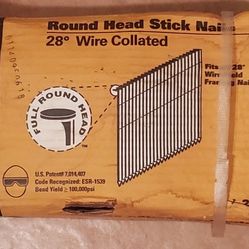 Round Head Stick Nails
28° Wire Collated
FULL ROUND HEAD
Fits 28°
Wire Weld
Framing Nai
U.S. Patent# 7,014,407
Code Recognized: ESR-1539
Bend Yield ≥ 100,000psi